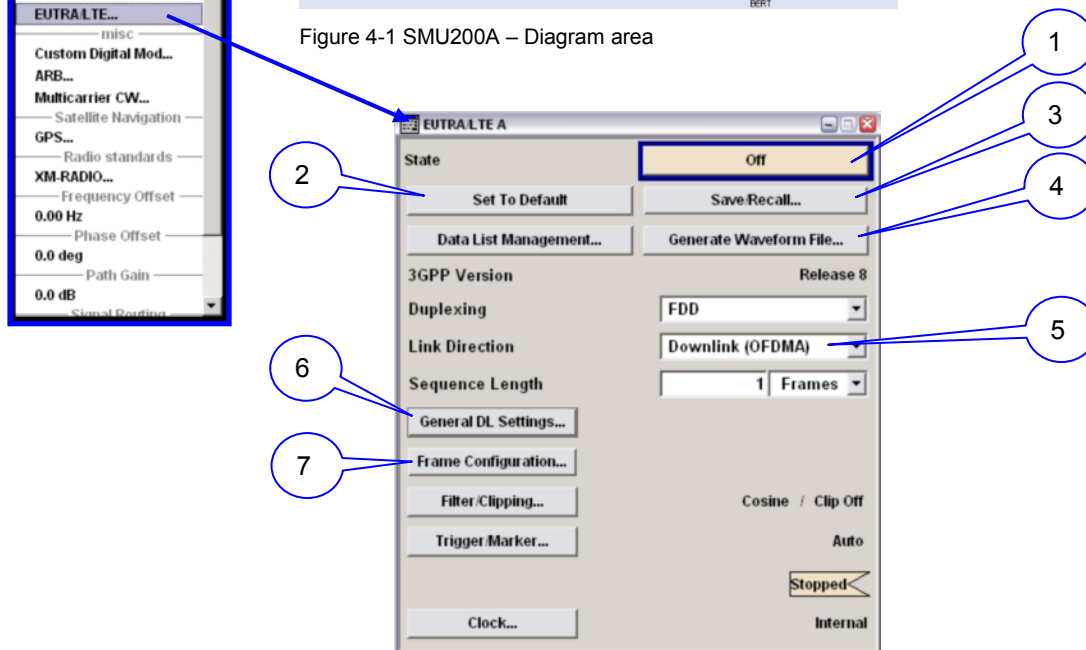 EUTRA/LTE...
misc
Custom Digital Mod...
ARB...
Multicarrier CW...
Satellite Navigation
GPS...
Radio standards
XM-RADIO...
Frequency Offset
0.00 Hz
Phase Offset
0.0 deg
Path Gain
0.0 dB
Signal Routing
BERT
Figure 4-1 SMU200A – Diagram area
EUTRA/LTE A
State Off
Set To Default Save/Recall...
Data List Management... Generate Waveform File...
3GPP Version Release 8
Duplexing FDD
Link Direction Downlink (OFDMA)
Sequence Length 1 Frames
General DL Settings...
Frame Configuration...
Filter/Clipping... Cosine / Clip Off
Trigger/Marker... Auto
Stopped
Clock... Internal
1
2
3
4
5
6
7